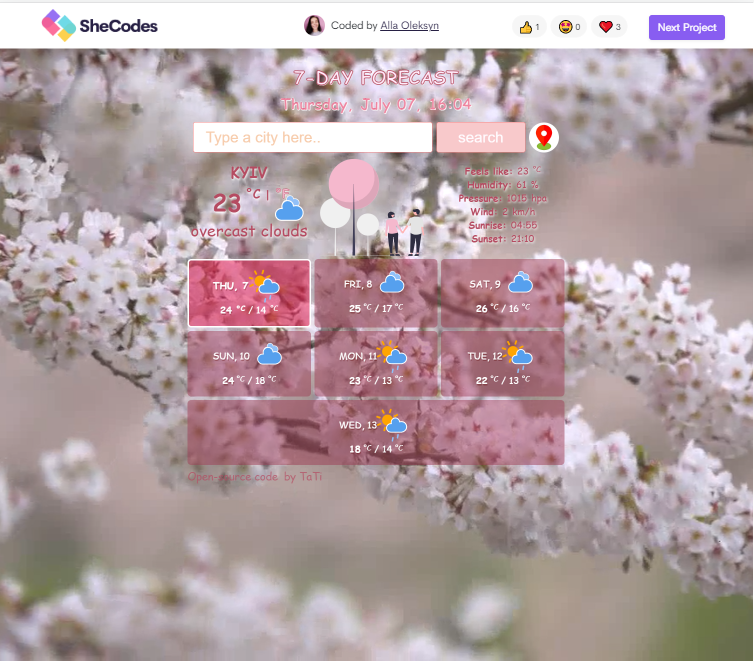 SheCodes
Coded by Alla Oleksyn
1
0
3
Next Project
7-DAY FORECAST
Thursday, July 07, 16:04
Type a city here..
search
KYIV
23 °C | °F
overcast clouds
Feels like: 23 °C
Humidity: 61 %
Pressure: 1015 hpa
Wind: 2 km/h
Sunrise: 04:55
Sunset: 21:10
THU, 7
24 °C / 14 °C
FRI, 8
25 °C / 17 °C
SAT, 9
26 °C / 16 °C
SUN, 10
24 °C / 18 °C
MON, 11
23 °C / 13 °C
TUE, 12
22 °C / 13 °C
WED, 13
18 °C / 14 °C
Open-source code by TaTi